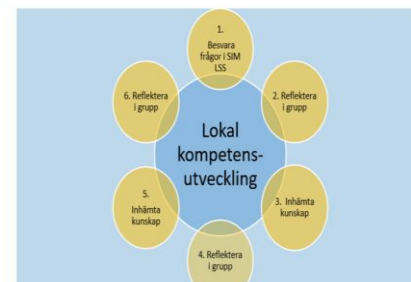 1.
Besvara
frågor i SIM
LSS
2. Reflektera
i grupp
3. Inhämta
kunskap
4. Reflektera
i grupp
5.
Inhämta
kunskap
6. Reflektera
i grupp
Lokal
kompetens-
utveckling